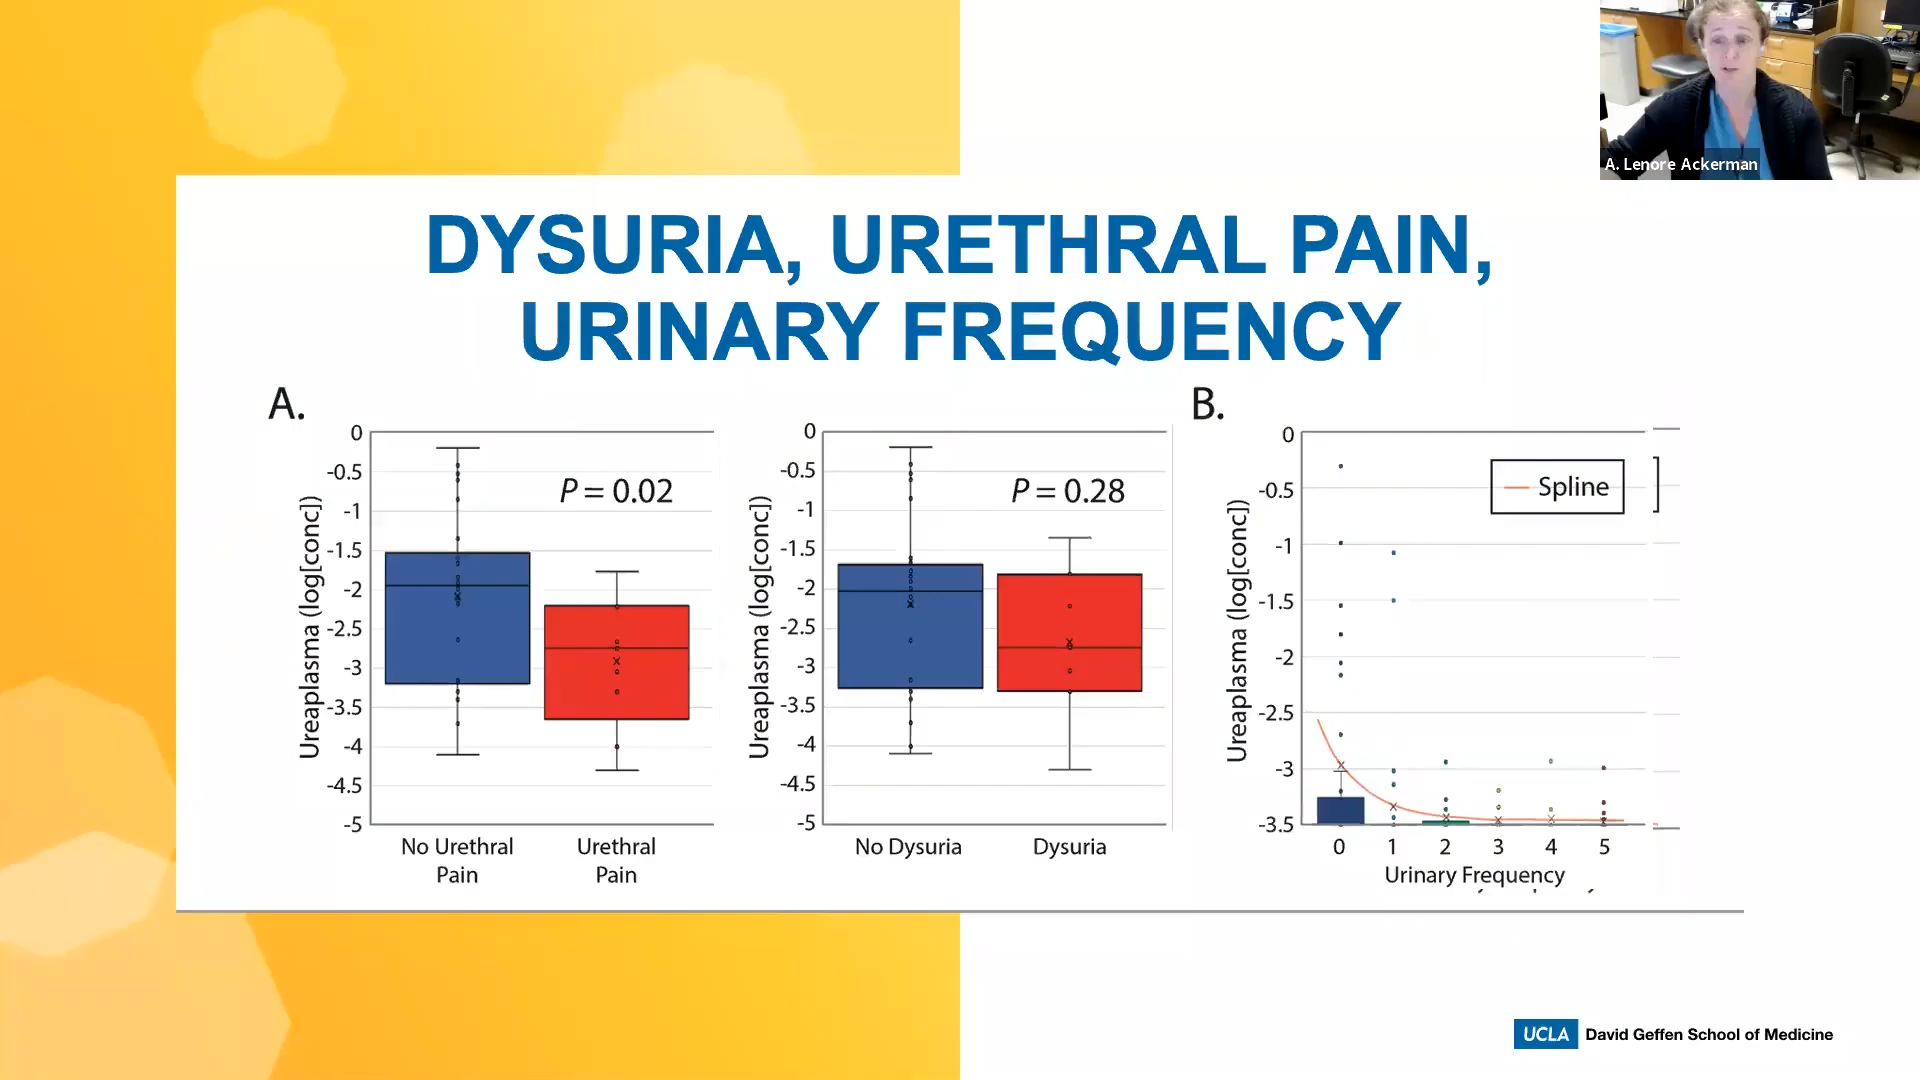 A. Lenore Ackerman
DYSURIA, URETHRAL PAIN,
URINARY FREQUENCY
A.
Ureaplasma (log[conc])
0
-0.5
-1
-1.5
-2
-2.5
-3
-3.5
-4
-4.5
-5
P = 0.02
No Urethral
Pain
Urethral
Pain
Ureaplasma (log[conc])
0
-0.5
-1
-1.5
-2
-2.5
-3
-3.5
-4
-4.5
-5
P = 0.28
No Dysuria
Dysuria
B.
Ureaplasma (log[conc])
0
-0.5
-1
-1.5
-2
-2.5
-3
-3.5
Spline
0 1 2 3 4 5
Urinary Frequency
UCLA David Geffen School of Medicine